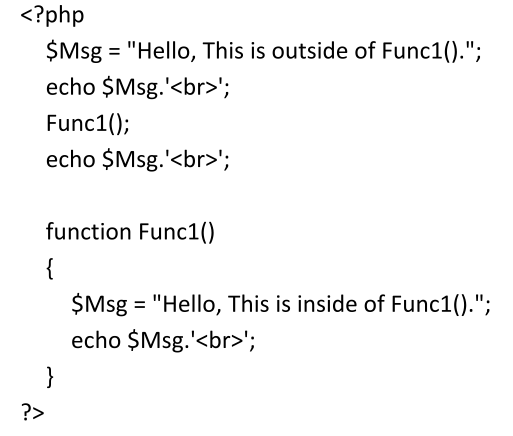 <?php
$Msg = "Hello, This is outside of Func1().";
echo $Msg.'<br>';
Func1();
echo $Msg.'<br>';
function Func1()
{
$Msg = "Hello, This is inside of Func1().";
echo $Msg.'<br>';
}
?>